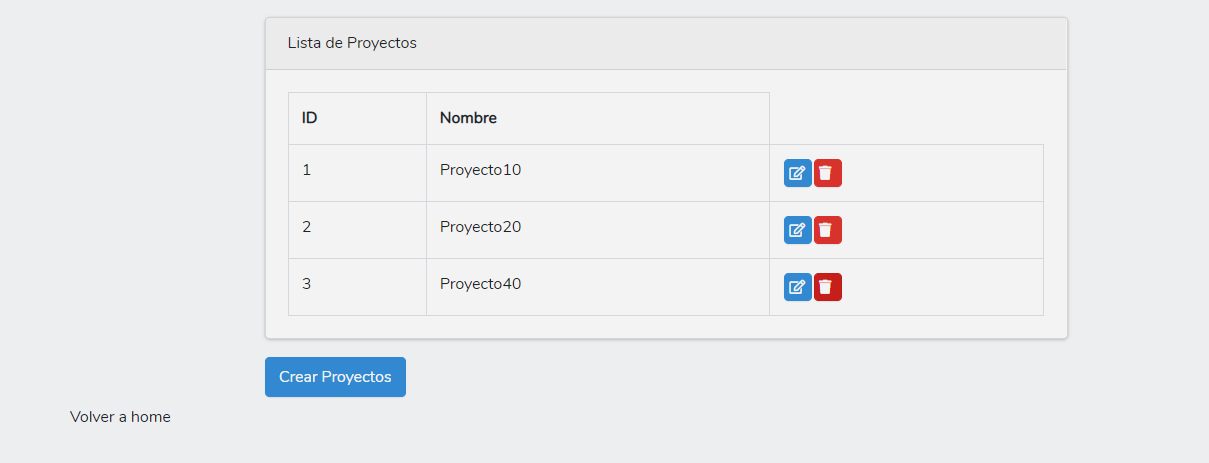 Lista de Proyectos
ID Nombre
1 Proyecto10
2 Proyecto20
3 Proyecto40
Crear Proyectos
Volver a home